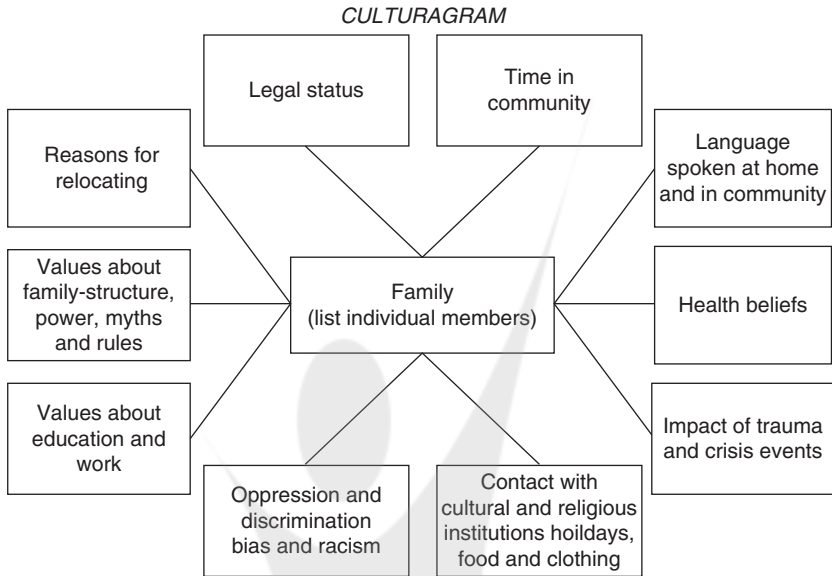 CULTURAGRAM
Legal status
Time in
community
Reasons for
relocating
Language
spoken at home
and in community
Values about
family-structure,
power, myths
and rules
Family
(list individual members)
Health beliefs
Values about
education and
work
Impact of trauma
and crisis events
Oppression and
discrimination
bias and racism
Contact with
cultural and religious
institutions hoildays,
food and clothing